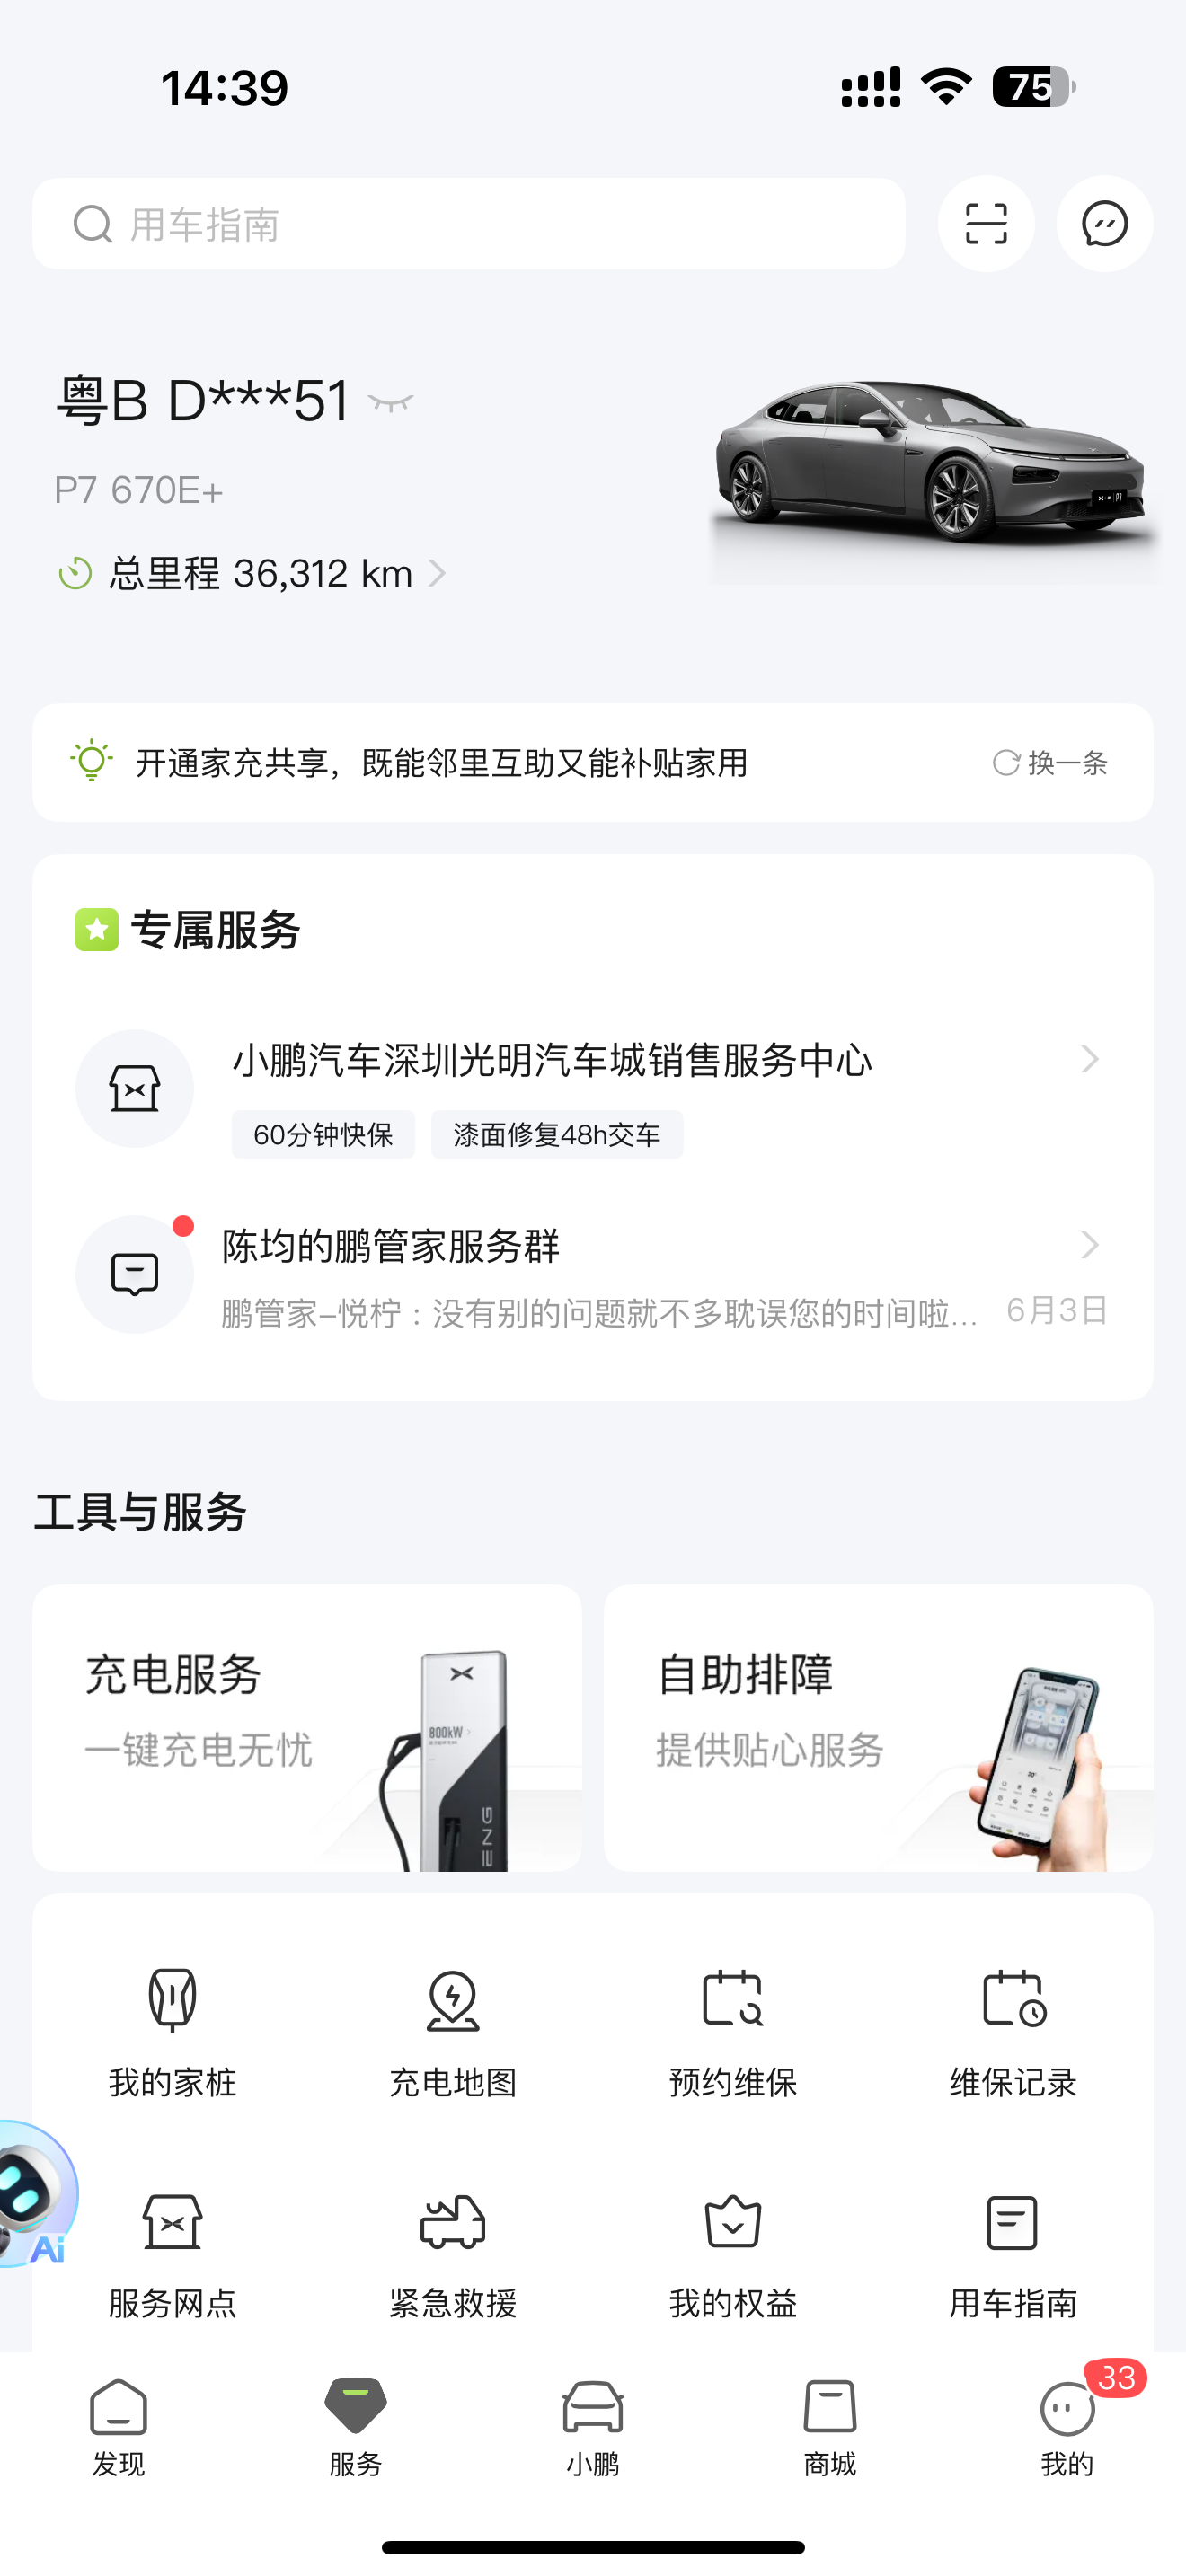 14:39
75
用车指南
粤B D***51
P7 670E+
总里程 36,312 km
开通家充共享，既能邻里互助又能补贴家用
换一条
专属服务
小鹏汽车深圳光明汽车城销售服务中心
60分钟快保
漆面修复48h交车
陈均的鹏管家服务群
鹏管家-悦柠：没有别的问题就不多耽误您的时间啦...
6月3日
工具与服务
充电服务
一键充电无忧
800kW
ENG
自助排障
提供贴心服务
我的家桩
充电地图
预约维保
维保记录
Ai
服务网点
紧急救援
我的权益
用车指南
发现
服务
小鹏
商城
33
我的